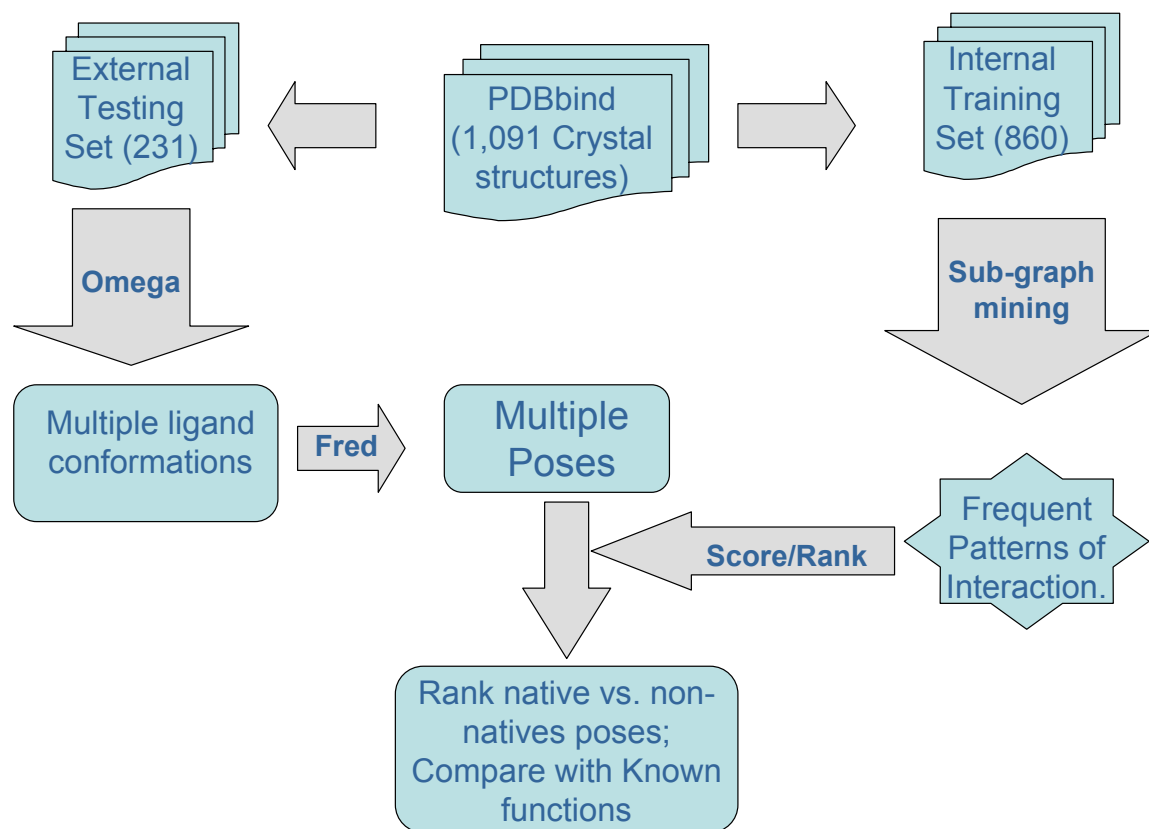 External
Testing
Set (231)
PDBbind
(1,091 Crystal
structures)
Internal
Training
Set (860)
Omega
Sub-graph
mining
Multiple ligand
conformations
Fred
Multiple
Poses
Score/Rank
Frequent
Patterns of
Interaction.
Rank native vs. non-
natives poses;
Compare with Known
functions